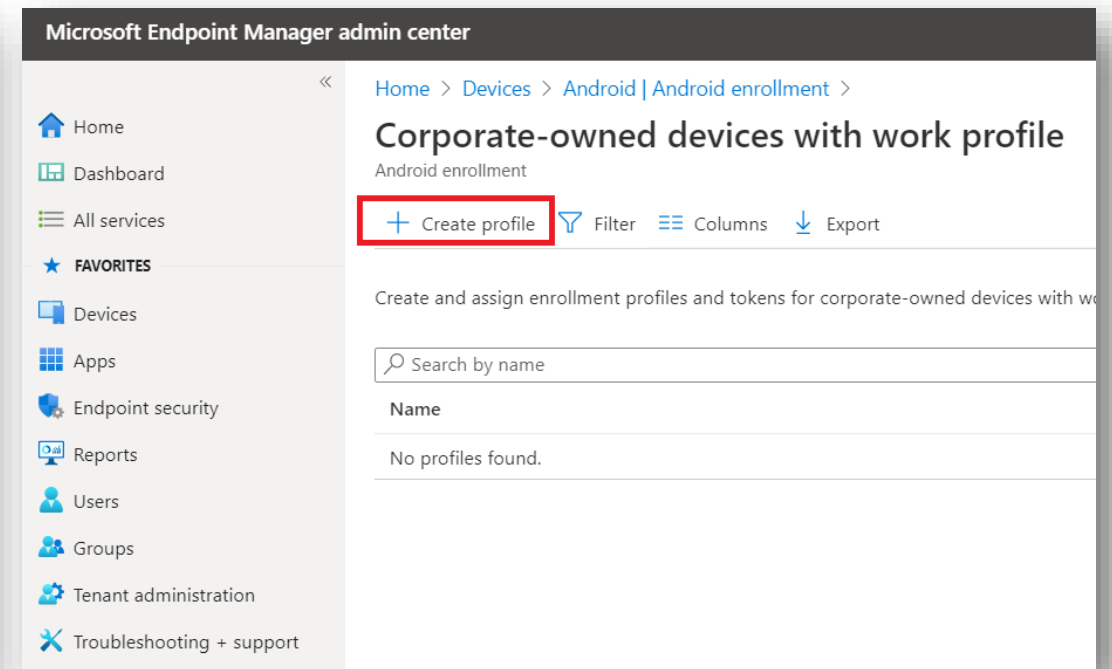 Microsoft Endpoint Manager admin center
«
Home
Dashboard
All services
FAVORITES
Devices
Apps
Endpoint security
Reports
Users
Groups
Tenant administration
Troubleshooting + support
Home > Devices > Android | Android enrollment >
Corporate-owned devices with work profile
Android enrollment
+ Create profile Filter Columns Export
Create and assign enrollment profiles and tokens for corporate-owned devices with
Search by name
Name
No profiles found.